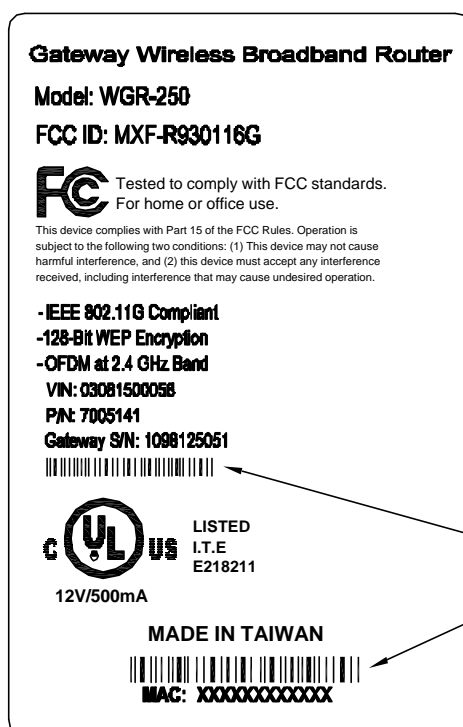 Gateway Wireless Broadband Router
Model: WGR-250
FCC ID: MXF-R930116G
FC Tested to comply with FCC standards.
For home or office use.
This device complies with Part 15 of the FCC Rules. Operation is
subject to the following two conditions: (1) This device may not cause
harmful interference, and (2) this device must accept any interference
received, including interference that may cause undesired operation.
-IEEE 802.11G Compliant
-128-Bit WEP Encryption
-OFDM at 2.4 GHz Band
VIN: 03081500056
P/N: 7005141
Gateway S/N: 1098125051
C UL US
LISTED
I.T.E
E218211
12V/500mA
MADE IN TAIWAN
MAC: XXXXXXXXXXXX